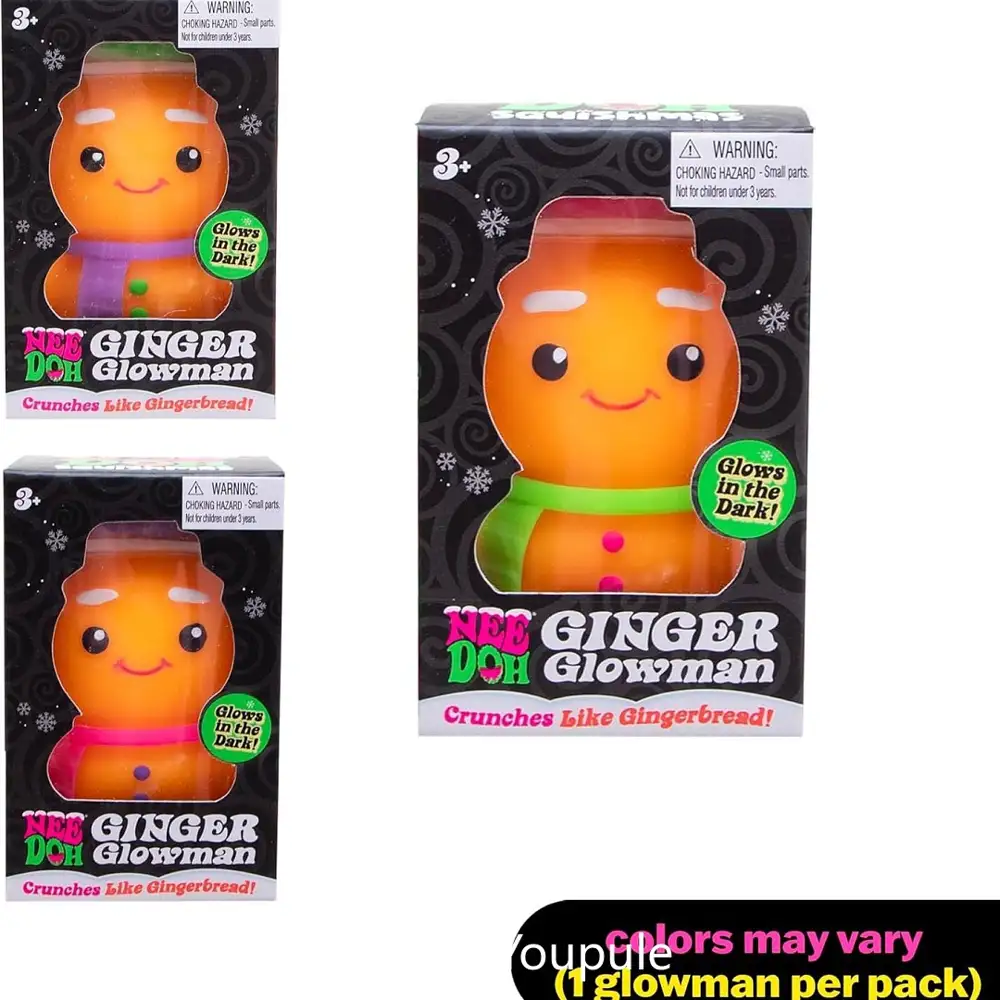 3+
WARNING:
CHOKING HAZARD - Small parts.
Not for children under 3 years.
Glows
in the
Dark!
NEE
DOH
GINGER
Glowman
Crunches Like Gingerbread!
3+
WARNING:
CHOKING HAZARD - Small parts.
Not for children under 3 years.
Glows
in the
Dark!
NEE
DOH
GINGER
Glowman
Crunches Like Gingerbread!
DOH
Squishmas
3+
WARNING:
CHOKING HAZARD - Small parts.
Not for children under 3 years.
Glows
in the
Dark!
NEE
DOH
GINGER
Glowman
Crunches Like Gingerbread!
colors may vary
Youpule
(1 glowman per pack)